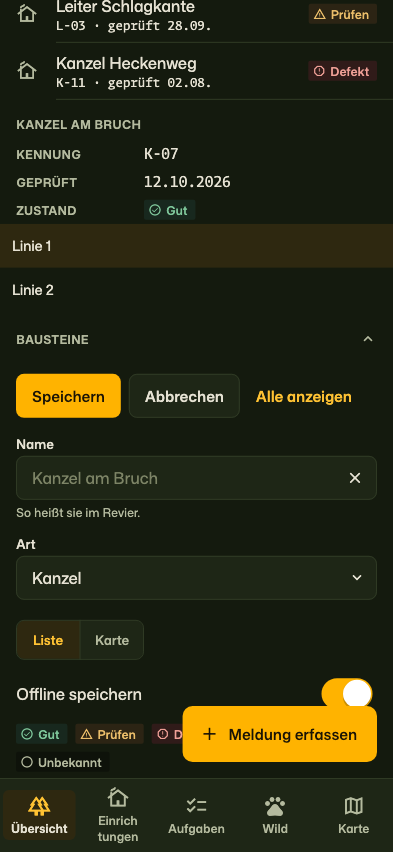 Leiter Schlagkante
L-03 · geprüft 28.09.
Prüfen
Kanzel Heckenweg
K-11 · geprüft 02.08.
Defekt
KANZEL AM BRUCH
KENNUNG K-07
GEPRÜFT 12.10.2026
ZUSTAND Gut
Linie 1
Linie 2
BAUSTEINE
Speichern Abbrechen Alle anzeigen
Name
Kanzel am Bruch
So heißt sie im Revier.
Art
Kanzel
Liste Karte
Offline speichern
Gut Prüfen
Meldung erfassen
Unbekannt
Übersicht
Einrich
tungen
Aufgaben
Wild
Karte